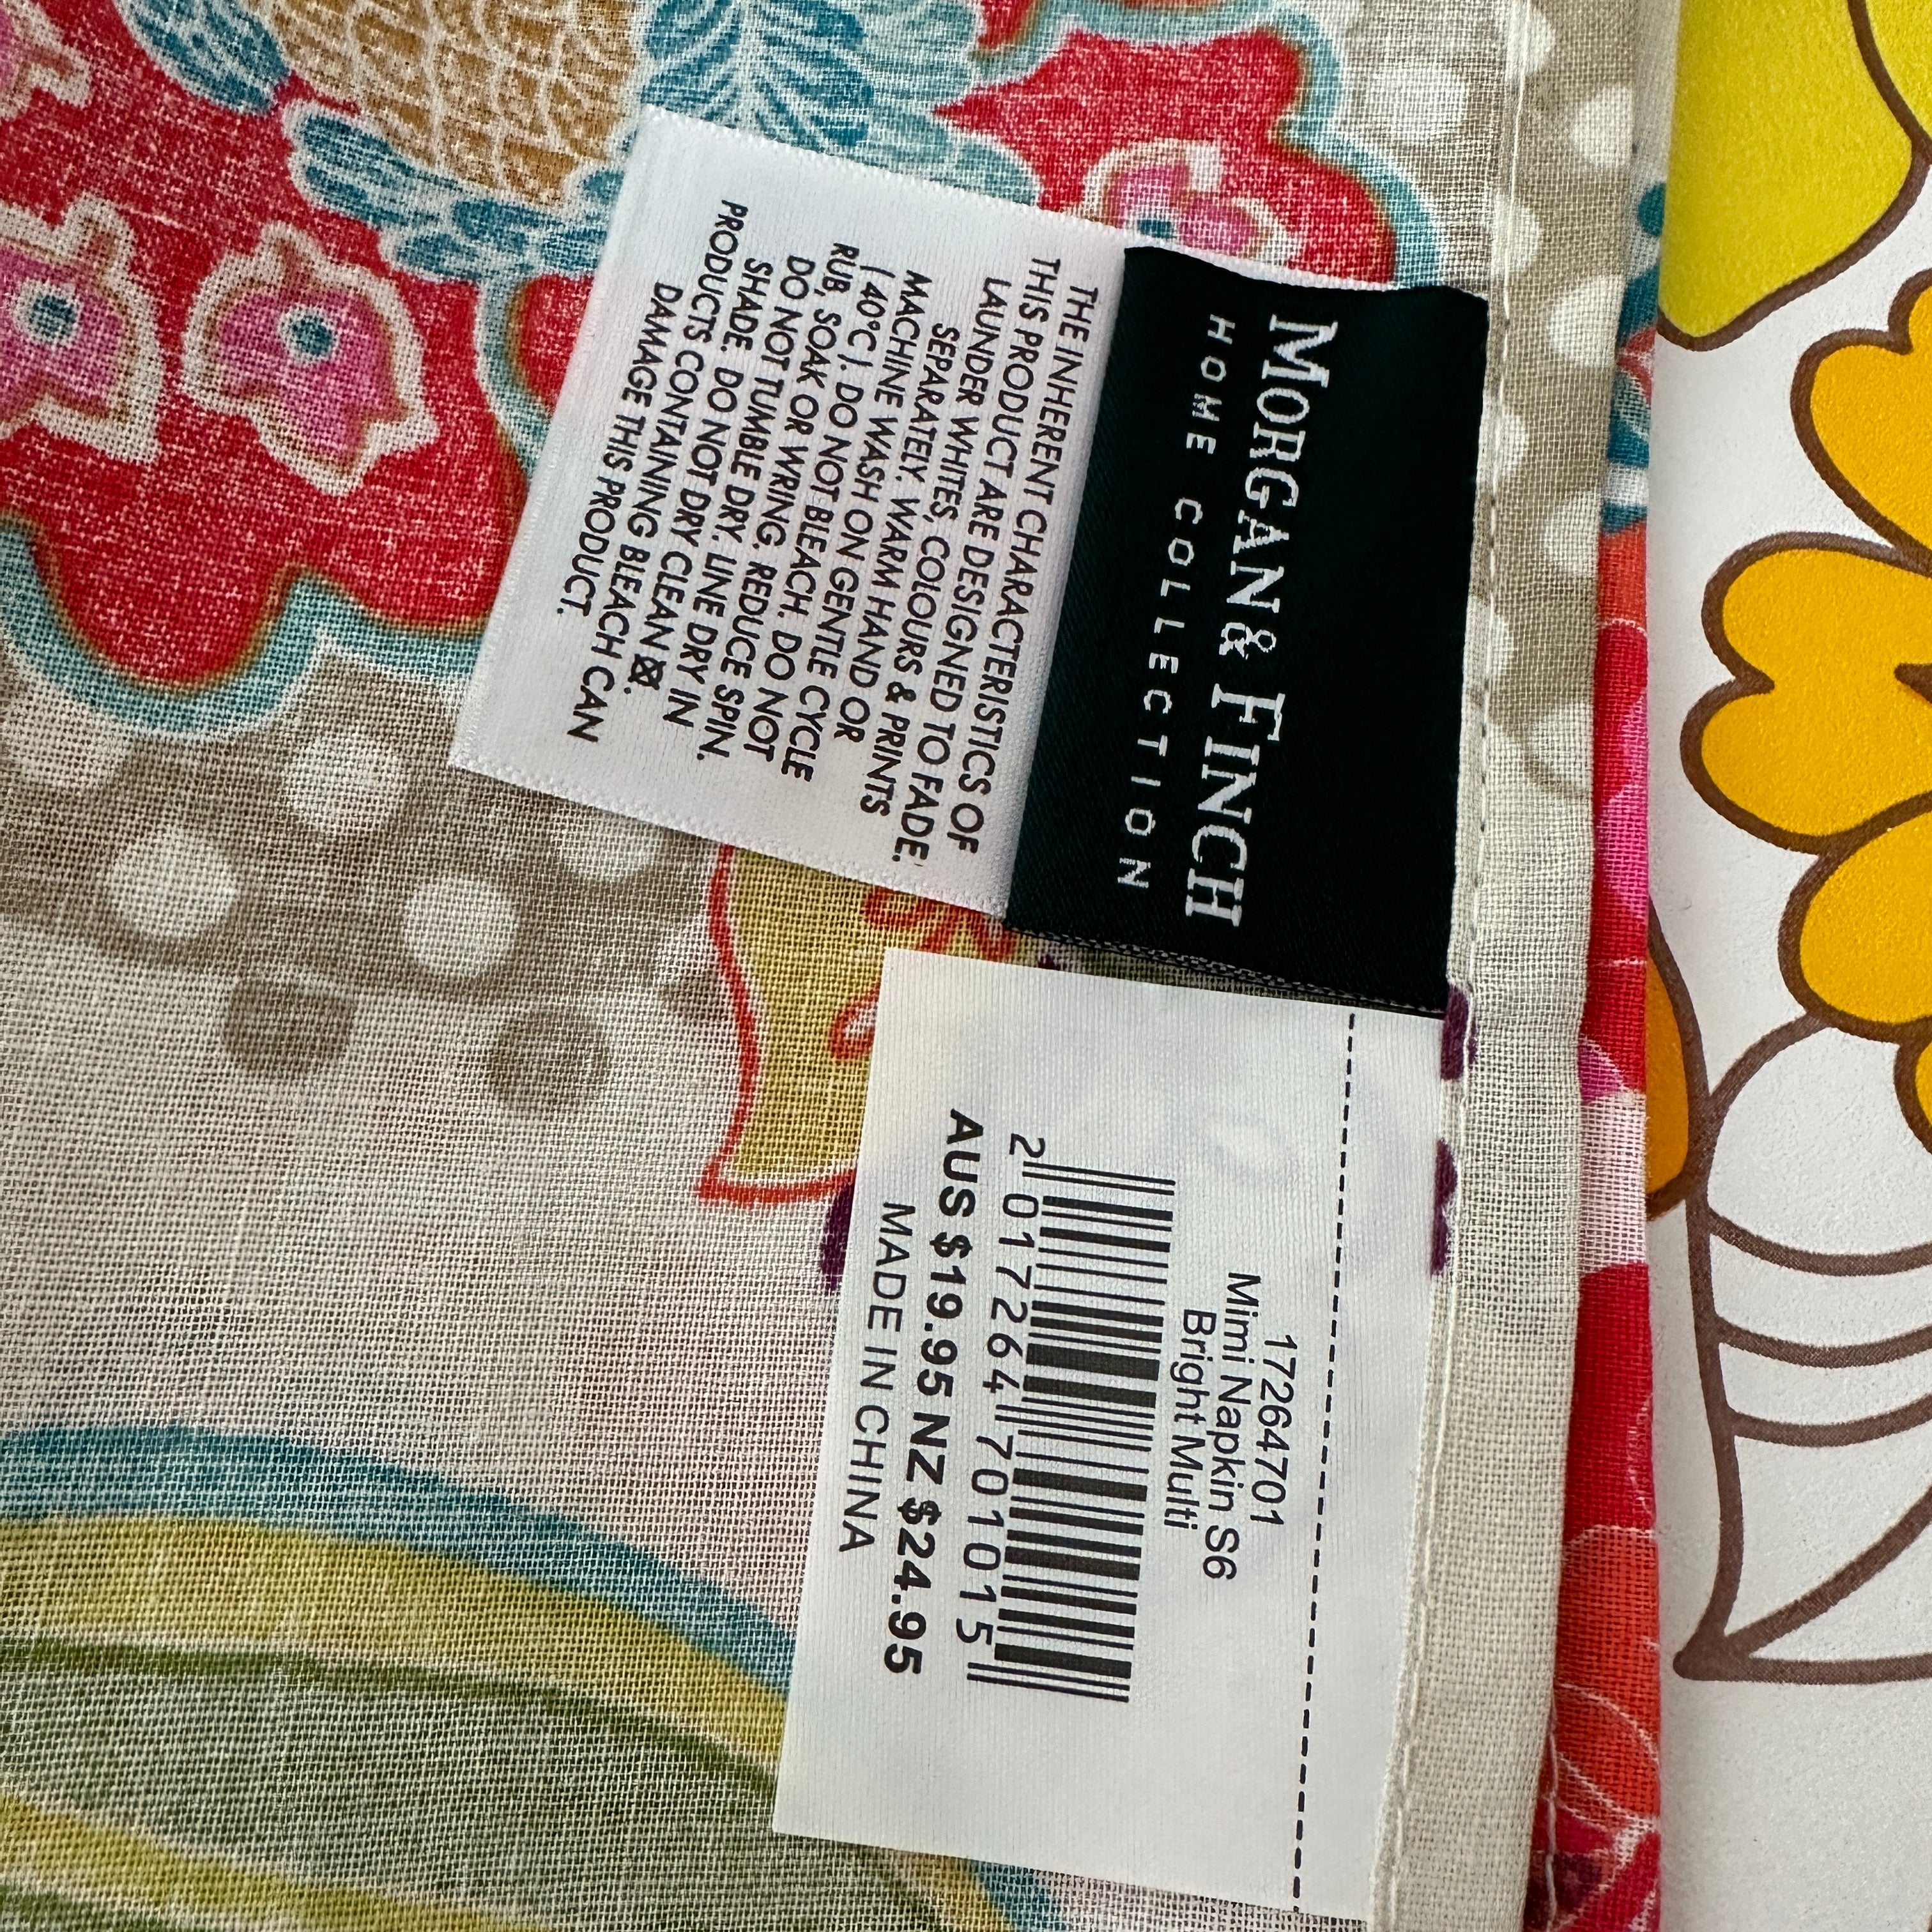 MORGAN & FINCH
HOME COLLECTION
THE INHERENT CHARACTERISTICS OF
THIS PRODUCT ARE DESIGNED TO FADE.
LAUNDER WHITES, COLOURS & PRINTS
SEPARATELY. WARM HAND OR
MACHINE WASH ON GENTLE CYCLE
(40°C). DO NOT BLEACH. DO NOT
RUB, SOAK OR WRING. REDUCE SPIN.
DO NOT TUMBLE DRY. LINE DRY IN
SHADE. DO NOT DRY CLEAN.
PRODUCTS CONTAINING BLEACH CAN
DAMAGE THIS PRODUCT.
17264701
Mimi Napkin S6
Bright Multi
2 017264 701015
AUS $19.95 NZ $24.95
MADE IN CHINA